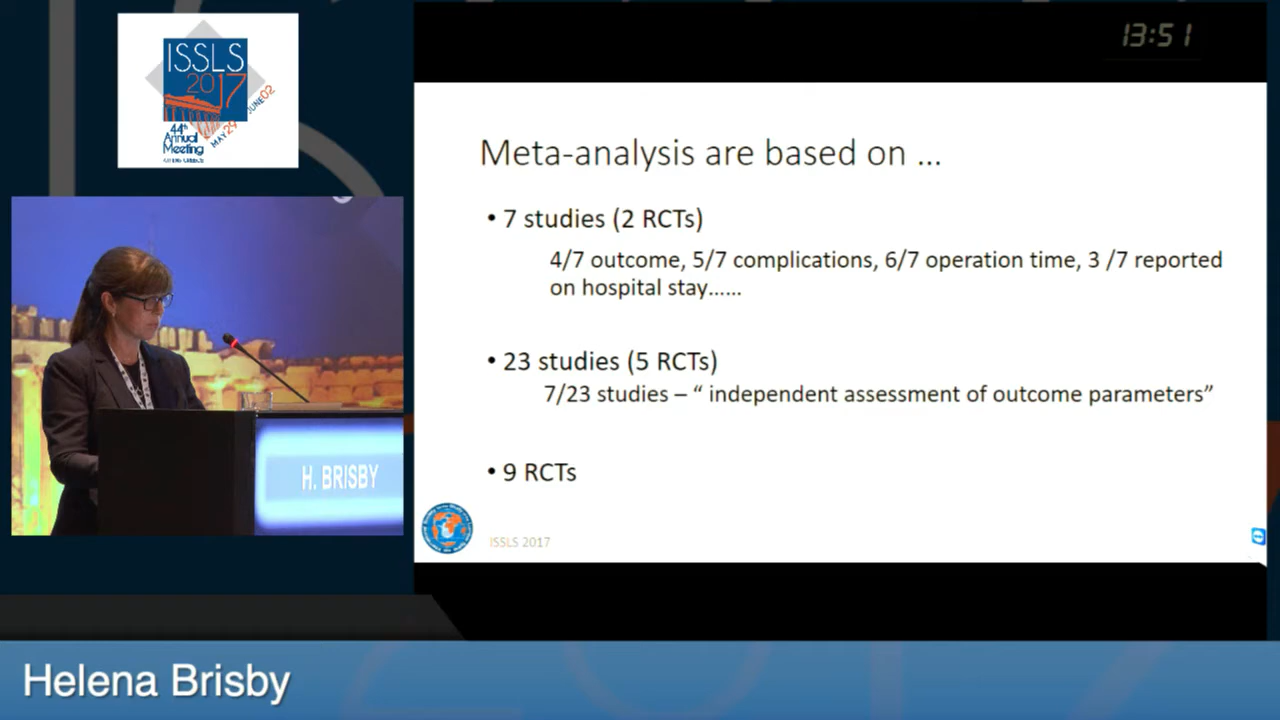 ISSLS
2017
44th
Annual
Meeting
MAY 29
JUNE 02
13:51
Meta-analysis are based on ...
• 7 studies (2 RCTs)
4/7 outcome, 5/7 complications, 6/7 operation time, 3 /7 reported
on hospital stay......
• 23 studies (5 RCTs)
7/23 studies – “ independent assessment of outcome parameters”
• 9 RCTs
ISSLS 2017
H. BRISBY
Helena Brisby